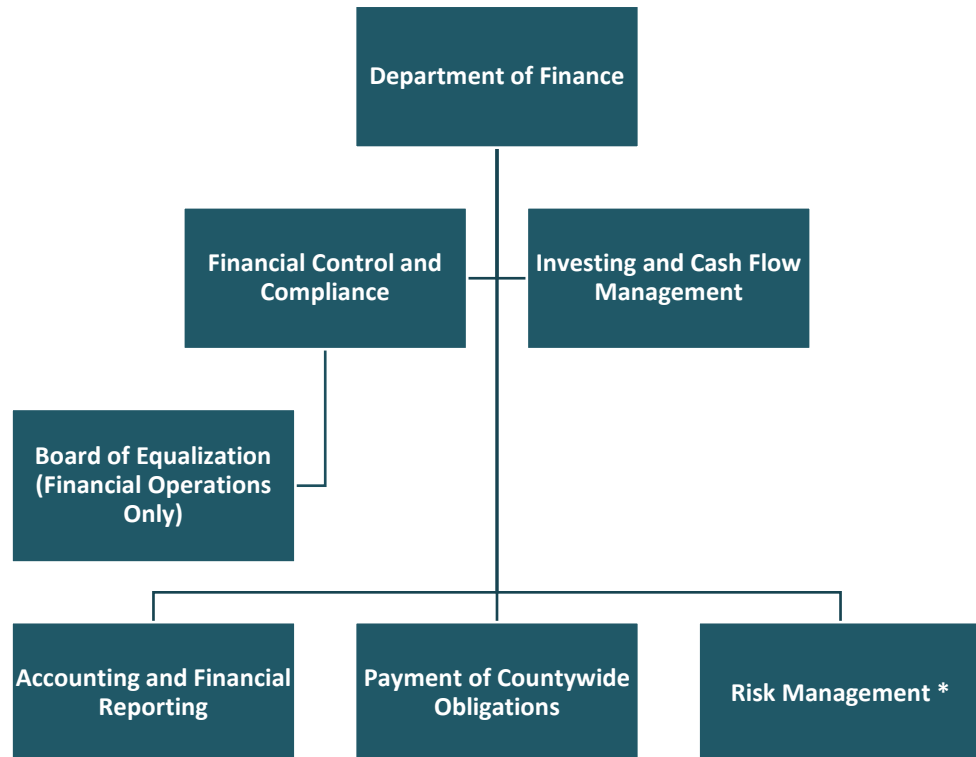 Department of Finance
Financial Control and
Compliance
Investing and Cash Flow
Management
Board of Equalization
(Financial Operations
Only)
Accounting and Financial
Reporting
Payment of Countywide
Obligations
Risk Management *